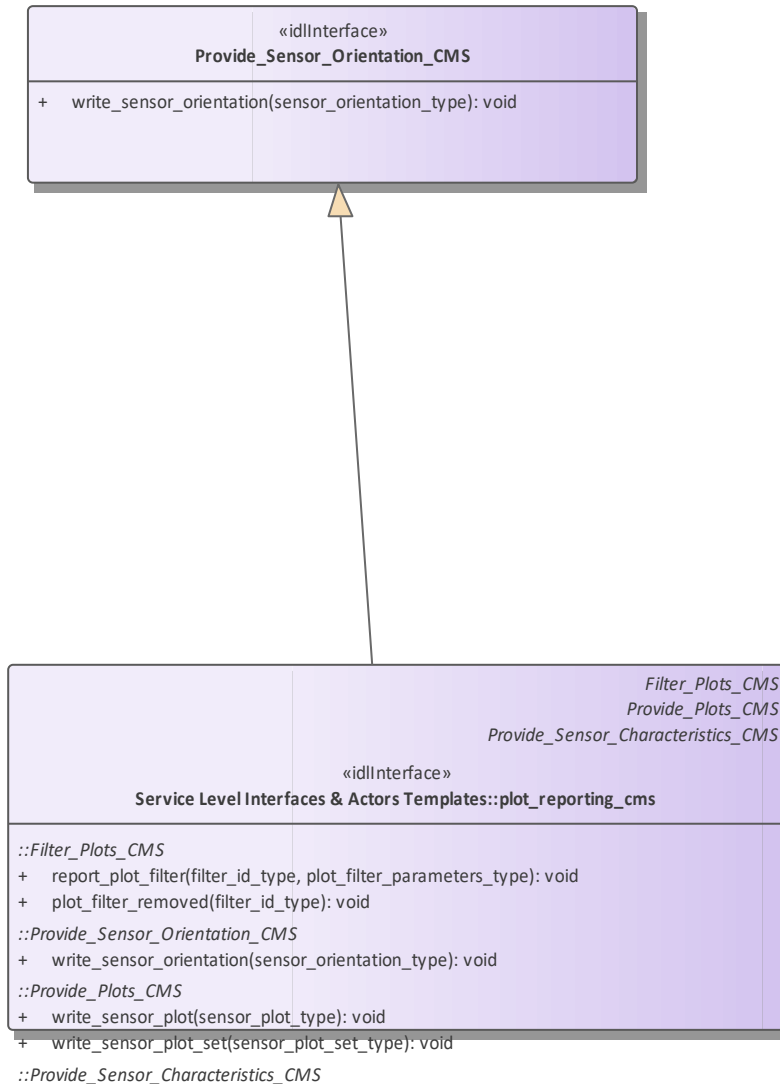 «idlInterface»
Provide_Sensor_Orientation_CMS
+ write_sensor_orientation(sensor_orientation_type): void
Filter_Plots_CMS
Provide_Plots_CMS
Provide_Sensor_Characteristics_CMS
«idlInterface»
Service Level Interfaces & Actors Templates::plot_reporting_cms
::Filter_Plots_CMS
+ report_plot_filter(filter_id_type, plot_filter_parameters_type): void
+ plot_filter_removed(filter_id_type): void
::Provide_Sensor_Orientation_CMS
+ write_sensor_orientation(sensor_orientation_type): void
::Provide_Plots_CMS
+ write_sensor_plot(sensor_plot_type): void
+ write_sensor_plot_set(sensor_plot_set_type): void
::Provide_Sensor_Characteristics_CMS